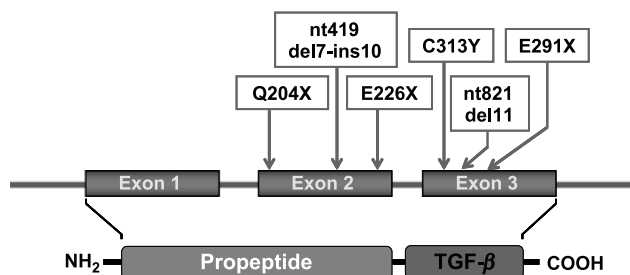 nt419
del7-ins10
C313Y
E291X
Q204X
E226X
nt821
del11
Exon 1
Exon 2
Exon 3
NH2
Propeptide
TGF-β
COOH